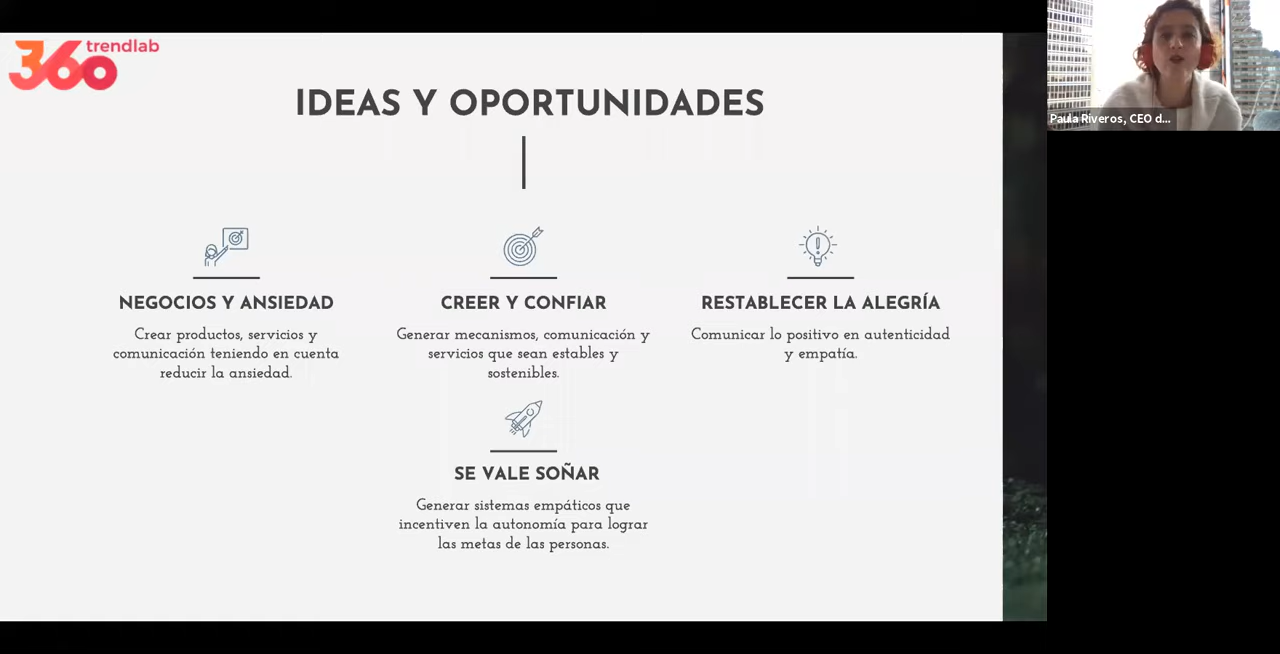 360 trendlab
IDEAS Y OPORTUNIDADES
NEGOCIOS Y ANSIEDAD
Crear productos, servicios y
comunicación teniendo en cuenta
reducir la ansiedad.
CREER Y CONFIAR
Generar mecanismos, comunicación y
servicios que sean estables y
sostenibles.
RESTABLECER LA ALEGRÍA
Comunicar lo positivo en autenticidad
y empatía.
SE VALE SOÑAR
Generar sistemas empáticos que
incentiven la autonomía para lograr
las metas de las personas.
Paula Riveros, CEO d...